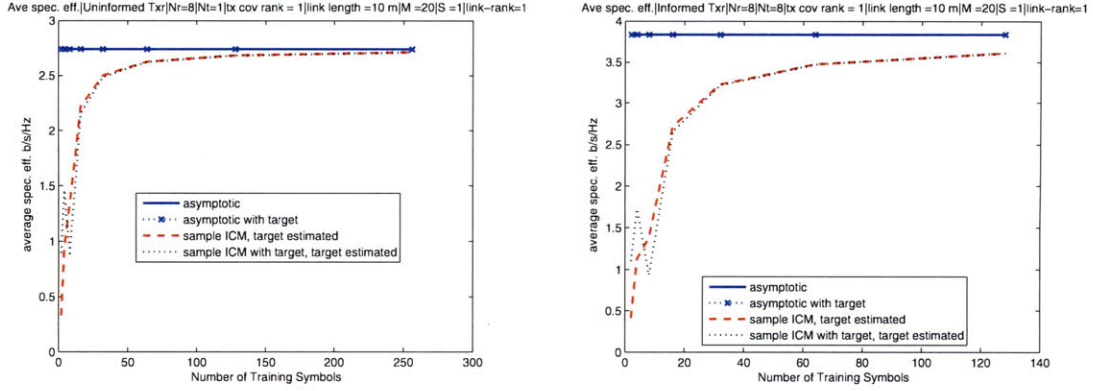 Ave spec. eff.|Uninformed Txr|Nr=8|Nt=1|tx cov rank = 1|link length =10 m|M =20|S =1|link-rank=1
3
2.5
2
1.5
1
0.5
0
average spec. eff. b/s/Hz
asymptotic
asymptotic with target
sample ICM, target estimated
sample ICM with target, target estimated
0 50 100 150 200 250 300
Number of Training Symbols
Ave spec. eff.|Informed Txr|Nr=8|Nt=8|tx cov rank = 1|link length =10 m|M =20|S =1|link-rank=1
4
3.5
3
2.5
2
1.5
1
0.5
0
average spec. eff. b/s/Hz
asymptotic
asymptotic with target
sample ICM, target estimated
sample ICM with target, target estimated
0 20 40 60 80 100 120 140
Number of Training Symbols